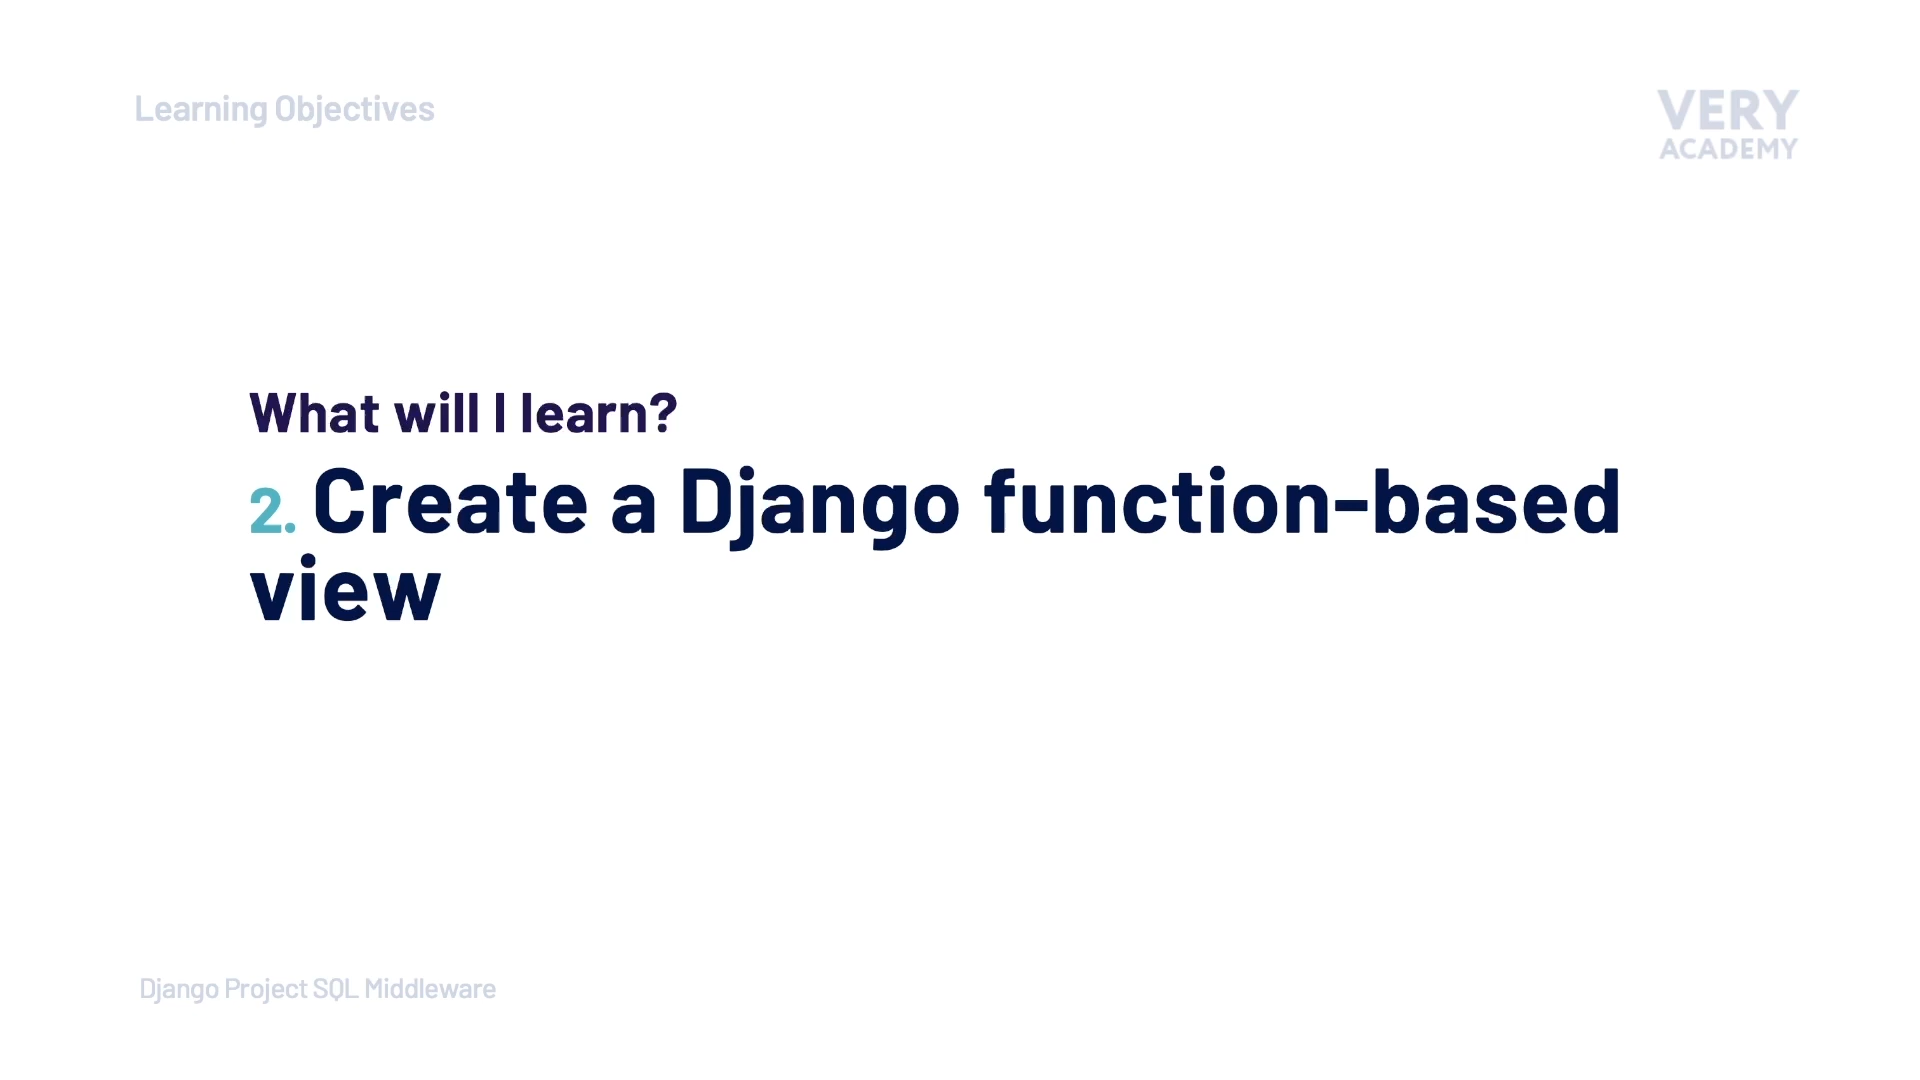 Learning Objectives
VERY
ACADEMY
What will I learn?
2. Create a Django function-based
view
Django Project SQL Middleware